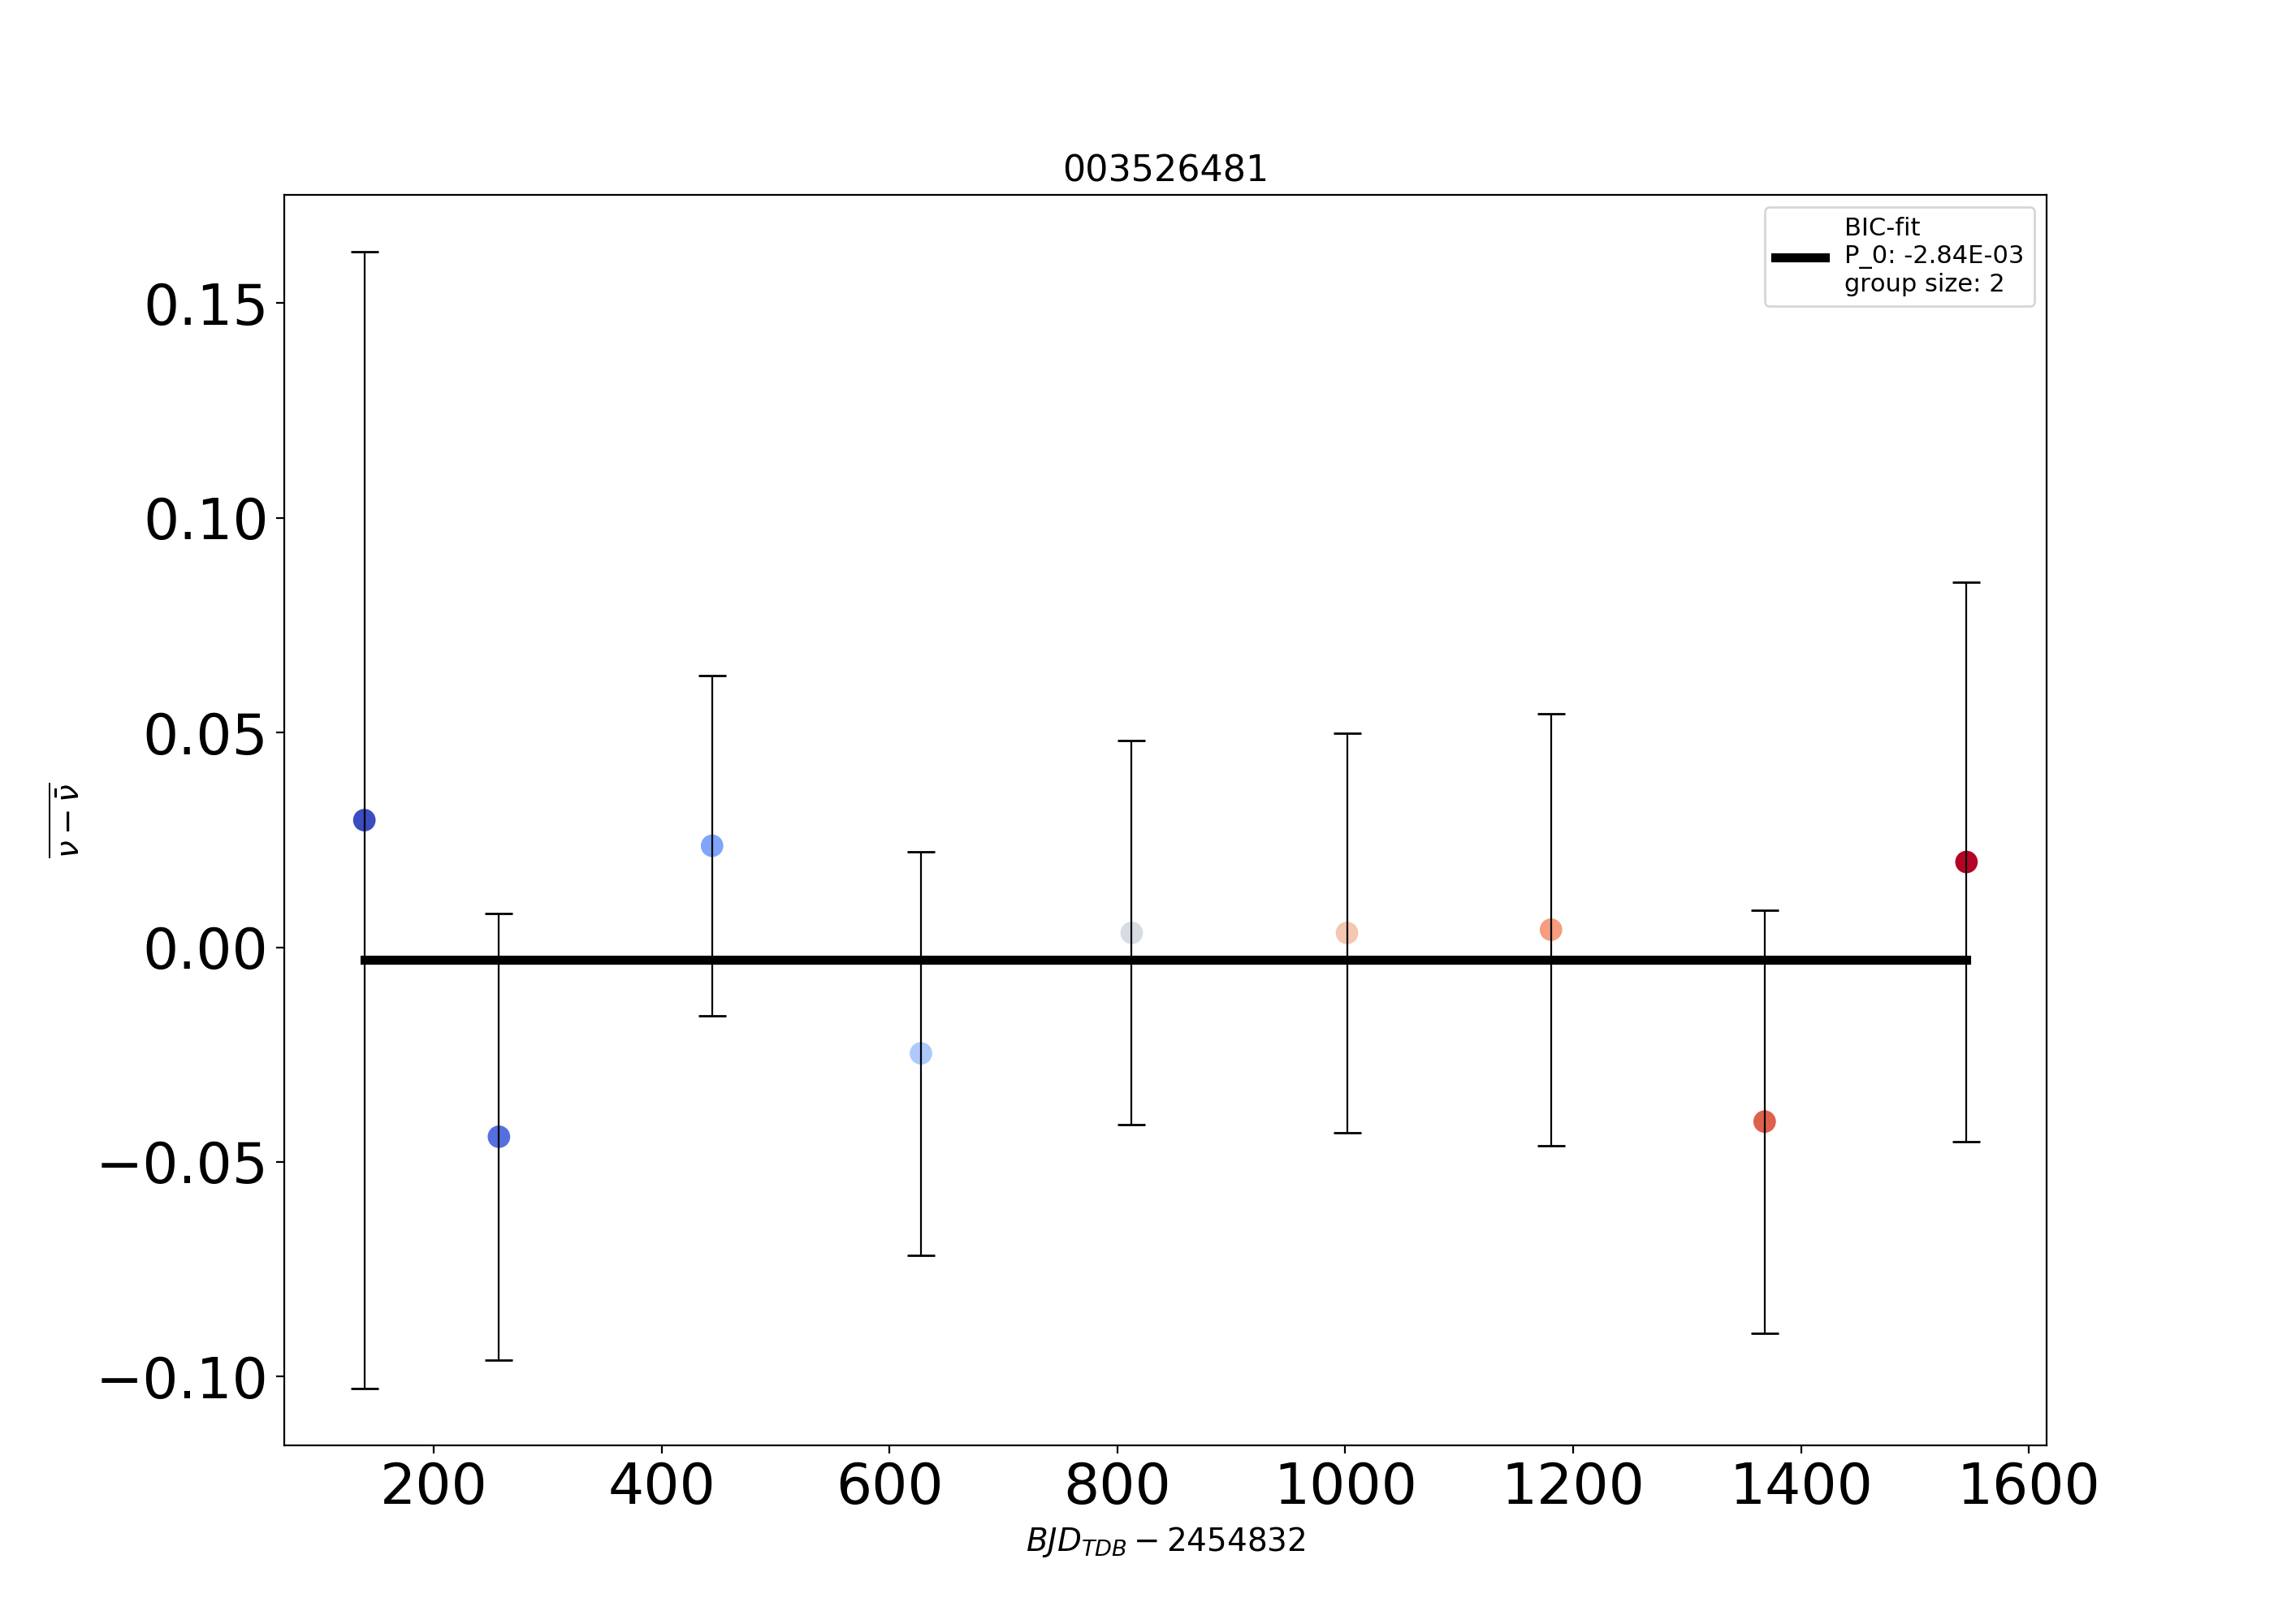 003526481
BIC-fit
P_0: -2.84E-03
group size: 2
0.15
0.10
0.05
0.00
−0.05
−0.10
ν − ν̄
200 400 600 800 1000 1200 1400 1600
BJD_TDB − 2454832